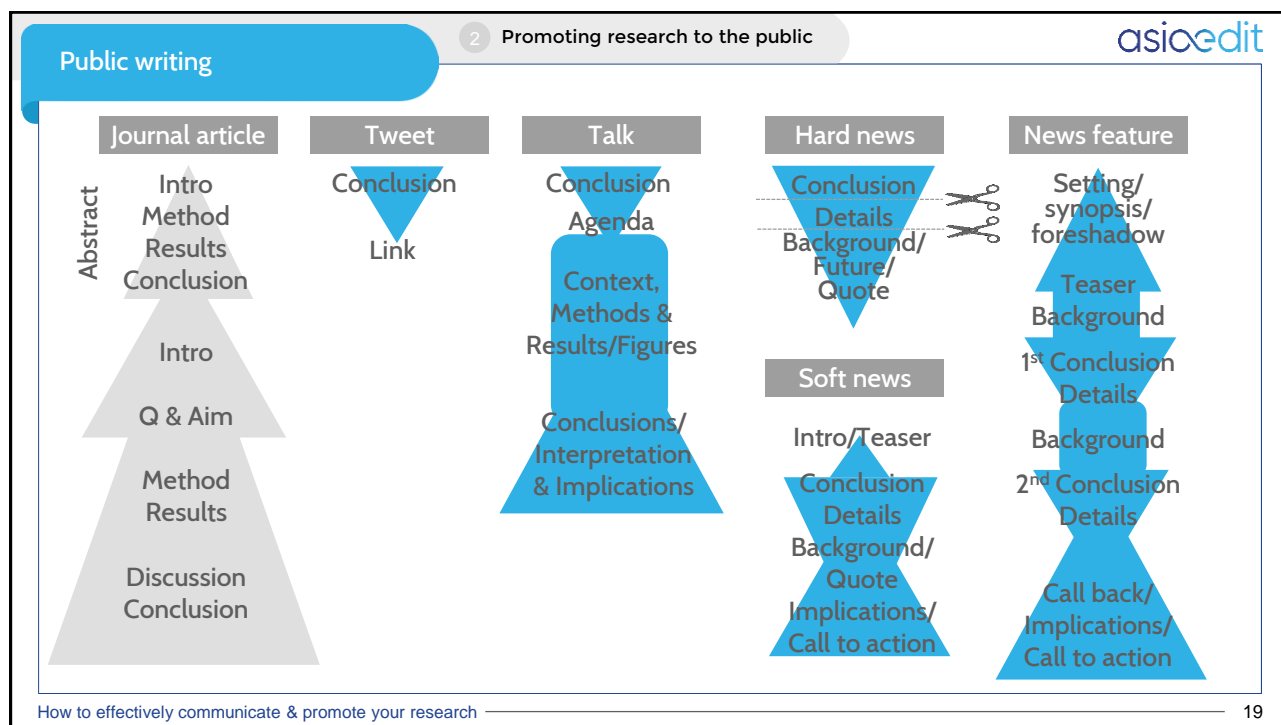 2 Promoting research to the public
asiaedit
Public writing
Journal article
Abstract
Intro
Method
Results
Conclusion
Intro
Q & Aim
Method
Results
Discussion
Conclusion
Tweet
Conclusion
Link
Talk
Conclusion
Agenda
Context,
Methods &
Results/Figures
Conclusions/
Interpretation
& Implications
Hard news
Conclusion
Details
Background/
Future/
Quote
Soft news
Intro/Teaser
Conclusion
Details
Background/
Quote
Implications/
Call to action
News feature
Setting/
synopsis/
foreshadow
Teaser
Background
1st Conclusion
Details
Background
2nd Conclusion
Details
Call back/
Implications/
Call to action
How to effectively communicate & promote your research
19